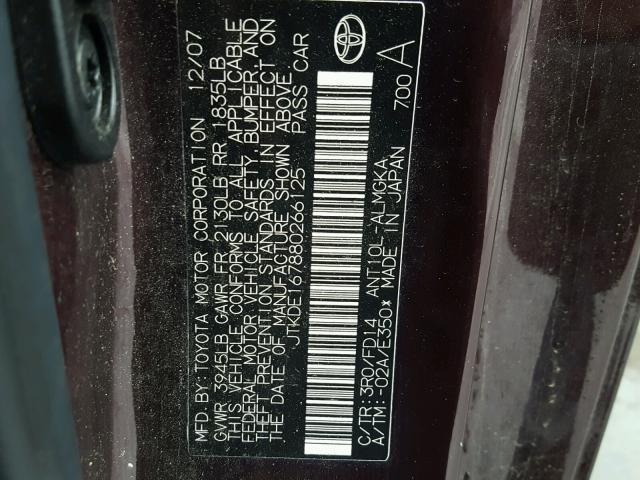 MFD. BY: TOYOTA MOTOR CORPORATION 12/07
GVWR 3945LB GAWR FR 2130LB RR 1835LB
THIS VEHICLE CONFORMS TO ALL APPLICABLE
FEDERAL MOTOR VEHICLE SAFETY, BUMPER AND
THEFT PREVENTION STANDARDS IN EFFECT ON
THE DATE OF MANUFACTURE SHOWN ABOVE.
JTKDE167880266125 PASS CAR
C/TR: 3R0/FD14 ANT10L-ALMGKA
A/TM: -02A/E350x MADE IN JAPAN 700 A